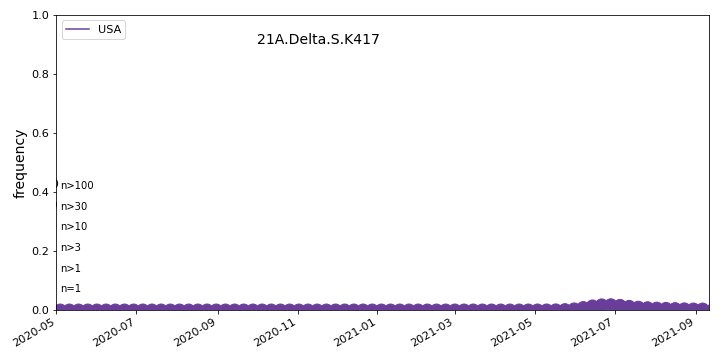 21A.Delta.S.K417
USA
frequency
1.0
0.8
0.6
0.4
0.2
0.0
n>100
n>30
n>10
n>3
n>1
n=1
2020-05
2020-07
2020-09
2020-11
2021-01
2021-03
2021-05
2021-07
2021-09